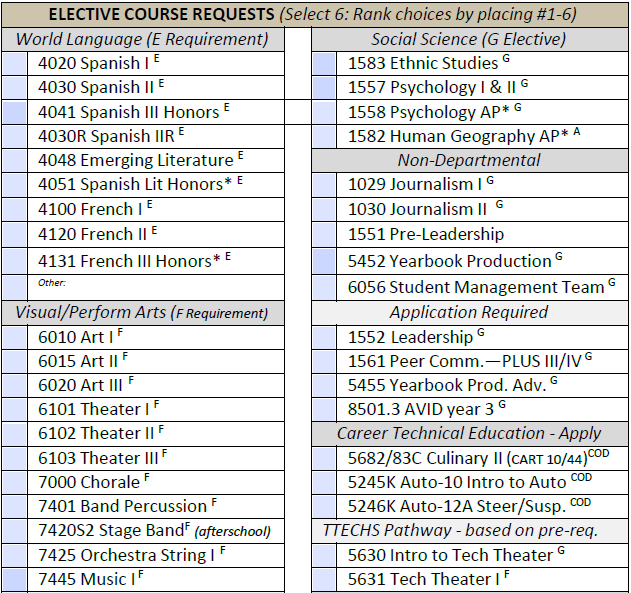 ELECTIVE COURSE REQUESTS (Select 6: Rank choices by placing #1-6)
World Language (E Requirement)
4020 Spanish I E
4030 Spanish II E
4041 Spanish III Honors E
4030R Spanish IIR E
4048 Emerging Literature E
4051 Spanish Lit Honors* E
4100 French I E
4120 French II E
4131 French III Honors* E
Other:
Visual/Perform Arts (F Requirement)
6010 Art I F
6015 Art II F
6020 Art III F
6101 Theater I F
6102 Theater II F
6103 Theater III F
7000 Chorale F
7401 Band Percussion F
7420S2 Stage Band F (afterschool)
7425 Orchestra String I F
7445 Music I F
Social Science (G Elective)
1583 Ethnic Studies G
1557 Psychology I & II G
1558 Psychology AP* G
1582 Human Geography AP* A
Non-Departmental
1029 Journalism I G
1030 Journalism II G
1551 Pre-Leadership
5452 Yearbook Production G
6056 Student Management Team G
Application Required
1552 Leadership G
1561 Peer Comm.—PLUS III/IV G
5455 Yearbook Prod. Adv. G
8501.3 AVID year 3 G
Career Technical Education - Apply
5682/83C Culinary II (CART 10/44) COD
5245K Auto-10 Intro to Auto COD
5246K Auto-12A Steer/Susp. COD
TTECHS Pathway - based on pre-req.
5630 Intro to Tech Theater G
5631 Tech Theater I F